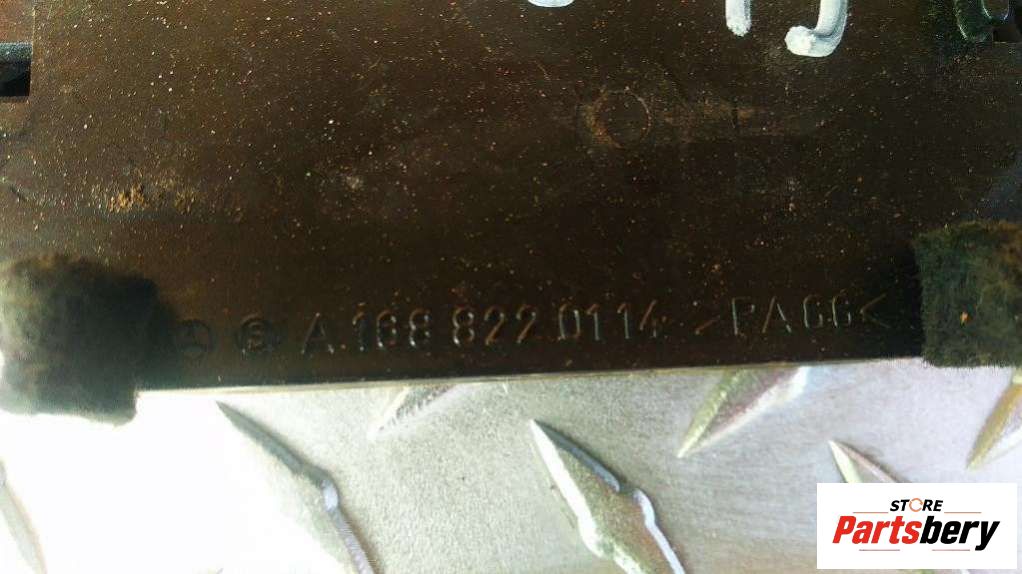 A.168 822 0114 >PA66<
STORE
Partsbery